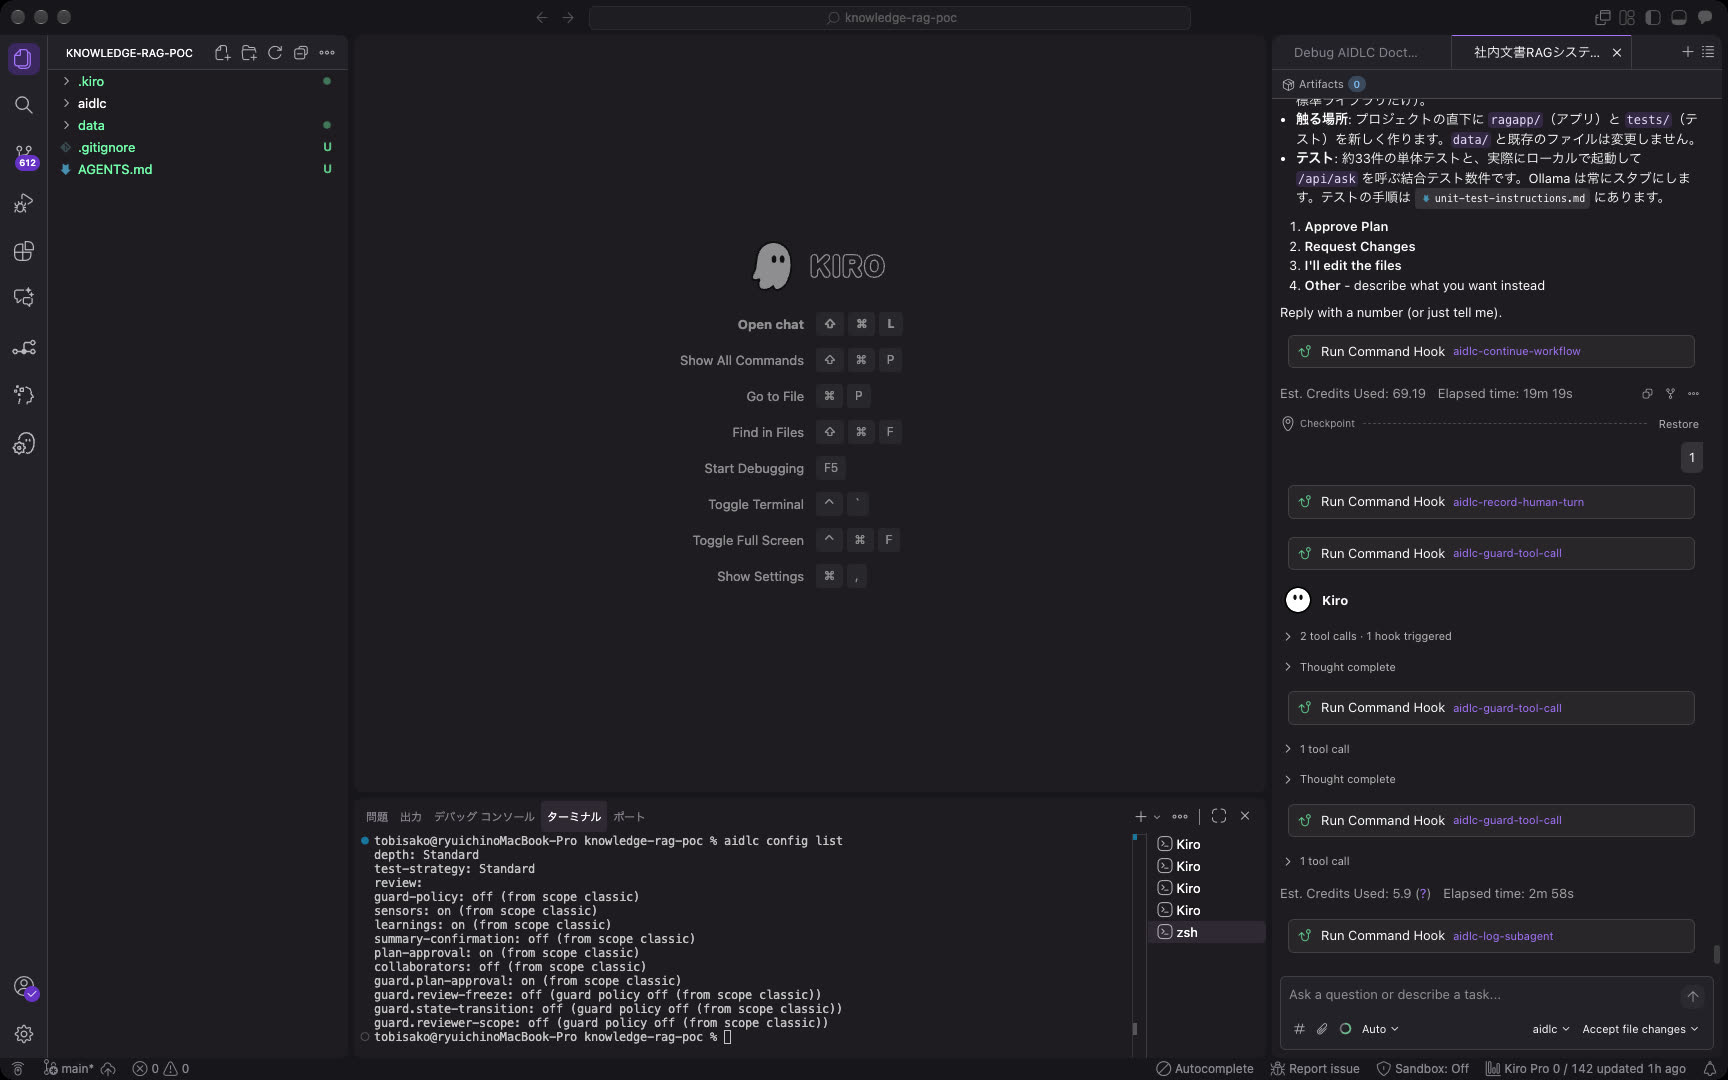 knowledge-rag-poc
KNOWLEDGE-RAG-POC
.kiro
aidlc
data
.gitignore U
AGENTS.md U
612
KIRO
Open chat ⇧ ⌘ L
Show All Commands ⇧ ⌘ P
Go to File ⌘ P
Find in Files ⇧ ⌘ F
Start Debugging F5
Toggle Terminal ^ `
Toggle Full Screen ^ ⌘ F
Show Settings ⌘ ,
問題 出力 デバッグ コンソール ターミナル ポート
tobisako@ryuichinoMacBook-Pro knowledge-rag-poc % aidlc config list
depth: Standard
test-strategy: Standard
review:
guard-policy: off (from scope classic)
sensors: on (from scope classic)
learnings: on (from scope classic)
summary-confirmation: off (from scope classic)
plan-approval: on (from scope classic)
collaborators: off (from scope classic)
guard.plan-approval: on (from scope classic)
guard.review-freeze: off (guard policy off (from scope classic))
guard.state-transition: off (guard policy off (from scope classic))
guard.reviewer-scope: off (guard policy off (from scope classic))
tobisako@ryuichinoMacBook-Pro knowledge-rag-poc %
Kiro
Kiro
Kiro
Kiro
zsh
Debug AIDLC Doct...
社内文書RAGシステ...
Artifacts 0
標準ライブラリだけ)。
• 触る場所: プロジェクトの直下に ragapp/（アプリ）と tests/（テ
スト）を新しく作ります。data/ と既存のファイルは変更しません。
• テスト: 約33件の単体テストと、実際にローカルで起動して
/api/ask を呼ぶ結合テスト数件です。Ollama は常にスタブにしま
す。テストの手順は unit-test-instructions.md にあります。
1. Approve Plan
2. Request Changes
3. I'll edit the files
4. Other - describe what you want instead
Reply with a number (or just tell me).
Run Command Hook aidlc-continue-workflow
Est. Credits Used: 69.19 Elapsed time: 19m 19s
Checkpoint Restore
1
Run Command Hook aidlc-record-human-turn
Run Command Hook aidlc-guard-tool-call
Kiro
2 tool calls · 1 hook triggered
Thought complete
Run Command Hook aidlc-guard-tool-call
1 tool call
Thought complete
Run Command Hook aidlc-guard-tool-call
1 tool call
Est. Credits Used: 5.9 (?) Elapsed time: 2m 58s
Run Command Hook aidlc-log-subagent
Ask a question or describe a task...
# Auto aidlc Accept file changes
main* 0 0 Autocomplete Report issue Sandbox: Off Kiro Pro 0 / 142 updated 1h ago